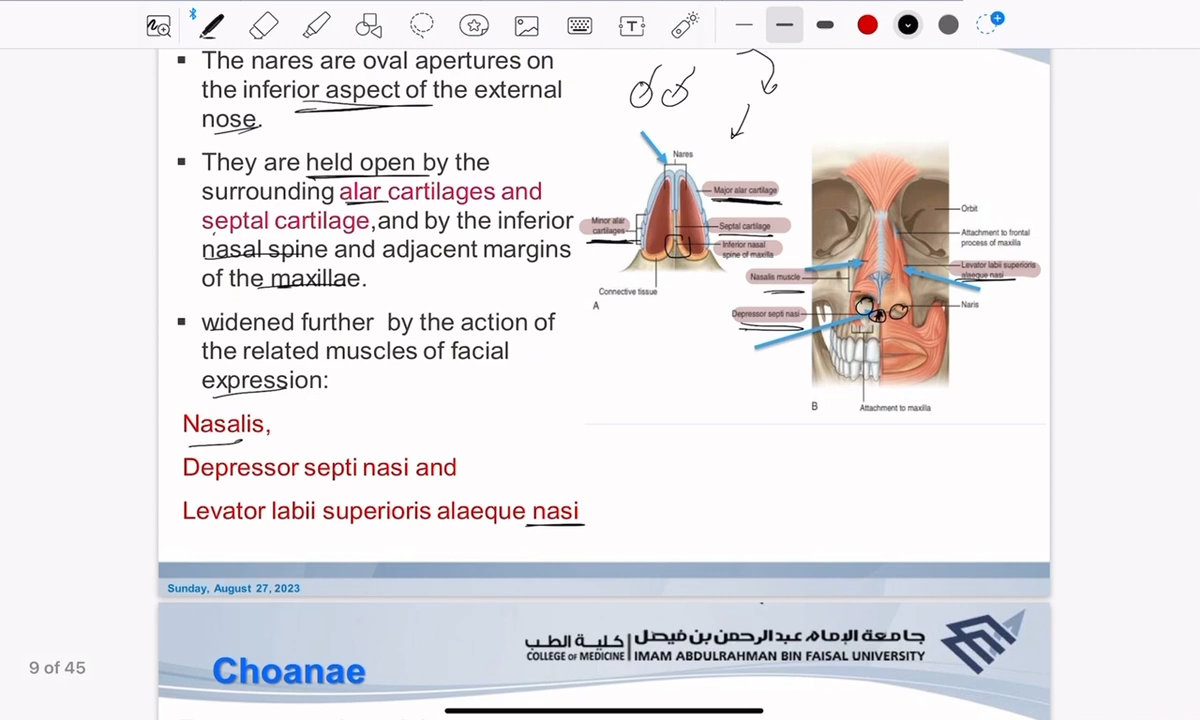 ▪ The nares are oval apertures on
the inferior aspect of the external
nose.
▪ They are held open by the
surrounding alar cartilages and
septal cartilage,and by the inferior
nasal spine and adjacent margins
of the maxillae.
▪ widened further by the action of
the related muscles of facial
expression:
Nasalis,
Depressor septi nasi and
Levator labii superioris alaeque nasi
Nares
Major alar cartilage
Minor alar
cartilages
Septal cartilage
Inferior nasal
spine of maxilla
Connective tissue
A
Orbit
Attachment to frontal
process of maxilla
Levator labii superioris
alaeque nasi
Nasalis muscle
Naris
Depressor septi nasi
B
Attachment to maxilla
Sunday, August 27, 2023
جامعة الإمام عبدالرحمن بن فيصل | كلية الطب
COLLEGE OF MEDICINE | IMAM ABDULRAHMAN BIN FAISAL UNIVERSITY
9 of 45
Choanae